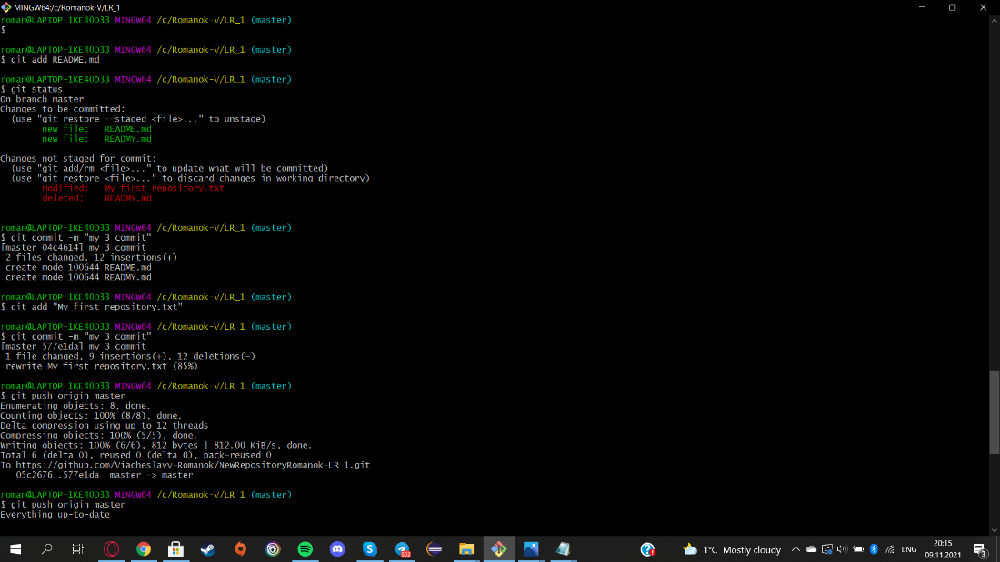 MINGW64:/c/Romanok-V/LR_1
roman@LAPTOP-1KE40D33 MINGW64 /c/Romanok-V/LR_1 (master)
$
roman@LAPTOP-1KE40D33 MINGW64 /c/Romanok-V/LR_1 (master)
$ git add README.md
roman@LAPTOP-1KE40D33 MINGW64 /c/Romanok-V/LR_1 (master)
$ git status
On branch master
Changes to be committed:
  (use "git restore --staged <file>..." to unstage)
        new file:   README.md
        new file:   READMY.md
Changes not staged for commit:
  (use "git add/rm <file>..." to update what will be committed)
  (use "git restore <file>..." to discard changes in working directory)
        modified:   My first repository.txt
        deleted:    READMY.md
roman@LAPTOP-1KE40D33 MINGW64 /c/Romanok-V/LR_1 (master)
$ git commit -m "my 3 commit"
[master 04c4614] my 3 commit
 2 files changed, 12 insertions(+)
 create mode 100644 README.md
 create mode 100644 READMY.md
roman@LAPTOP-1KE40D33 MINGW64 /c/Romanok-V/LR_1 (master)
$ git add "My first repository.txt"
roman@LAPTOP-1KE40D33 MINGW64 /c/Romanok-V/LR_1 (master)
$ git commit -m "my 3 commit"
[master 577e1da] my 3 commit
 1 file changed, 9 insertions(+), 12 deletions(-)
 rewrite My first repository.txt (85%)
roman@LAPTOP-1KE40D33 MINGW64 /c/Romanok-V/LR_1 (master)
$ git push origin master
Enumerating objects: 8, done.
Counting objects: 100% (8/8), done.
Delta compression using up to 12 threads
Compressing objects: 100% (5/5), done.
Writing objects: 100% (6/6), 812 bytes | 812.00 KiB/s, done.
Total 6 (delta 0), reused 0 (delta 0), pack-reused 0
To https://github.com/Viacheslavv-Romanok/NewRepositoryRomanok-LR_1.git
   05c2676..577e1da  master -> master
roman@LAPTOP-1KE40D33 MINGW64 /c/Romanok-V/LR_1 (master)
$ git push origin master
Everything up-to-date
502
1°C Mostly cloudy
ENG
20:15
09.11.2021
3